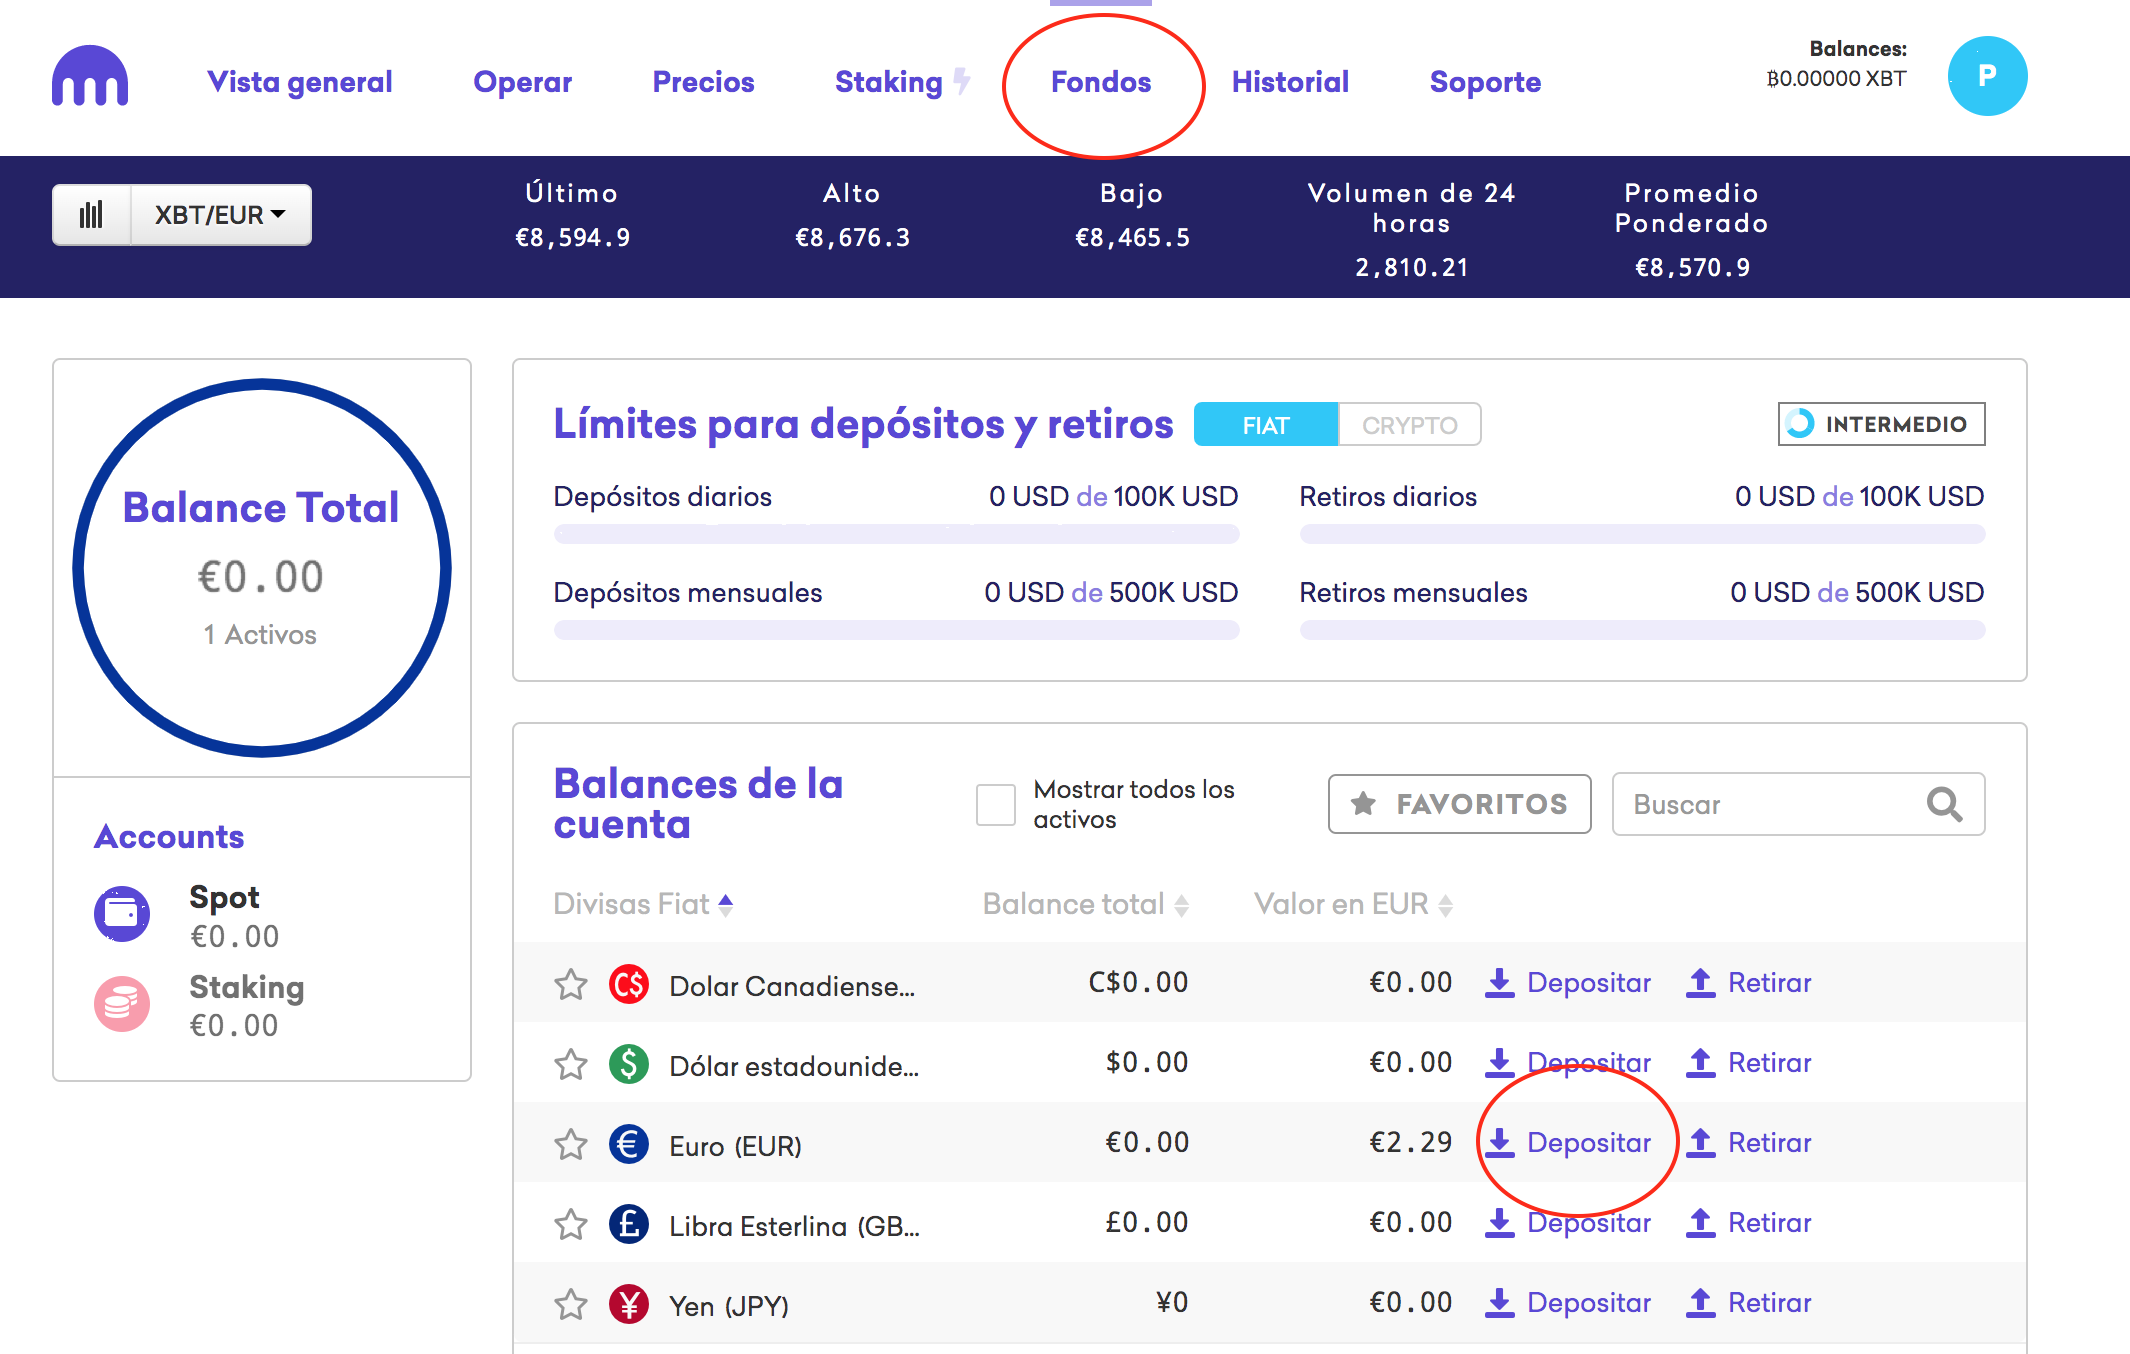 Vista general
Operar
Precios
Staking
Fondos
Historial
Soporte
Balances:
฿0.00000 XBT
P
XBT/EUR
Último
€8,594.9
Alto
€8,676.3
Bajo
€8,465.5
Volumen de 24
horas
2,810.21
Promedio
Ponderado
€8,570.9
Balance Total
€0.00
1 Activos
Accounts
Spot
€0.00
Staking
€0.00
Límites para depósitos y retiros
FIAT
CRYPTO
INTERMEDIO
Depósitos diarios
0 USD de 100K USD
Retiros diarios
0 USD de 100K USD
Depósitos mensuales
0 USD de 500K USD
Retiros mensuales
0 USD de 500K USD
Balances de la
cuenta
Mostrar todos los
activos
FAVORITOS
Buscar
Divisas Fiat
Balance total
Valor en EUR
C$ Dolar Canadiense... C$0.00 €0.00 Depositar Retirar
$ Dólar estadounide... $0.00 €0.00 Depositar Retirar
€ Euro (EUR) €0.00 €2.29 Depositar Retirar
£ Libra Esterlina (GB... £0.00 €0.00 Depositar Retirar
¥ Yen (JPY) ¥0 €0.00 Depositar Retirar